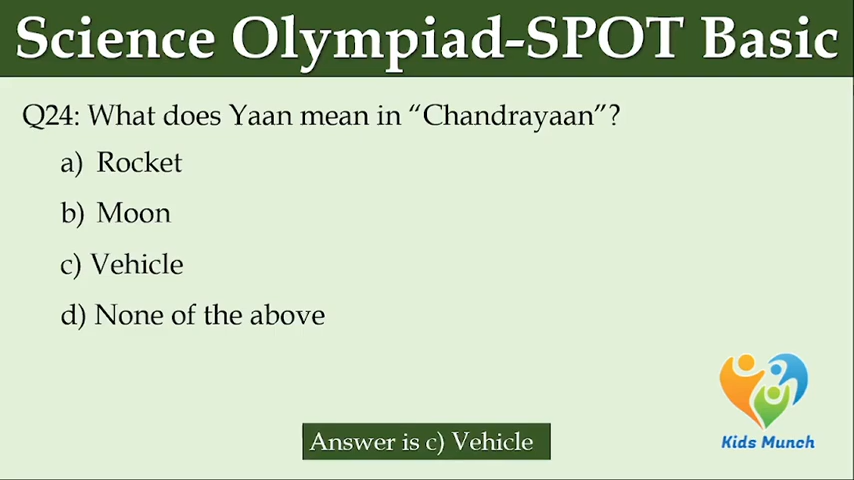 Science Olympiad-SPOT Basic
Q24: What does Yaan mean in “Chandrayaan”?
a) Rocket
b) Moon
c) Vehicle
d) None of the above
Kids Munch
Answer is c) Vehicle